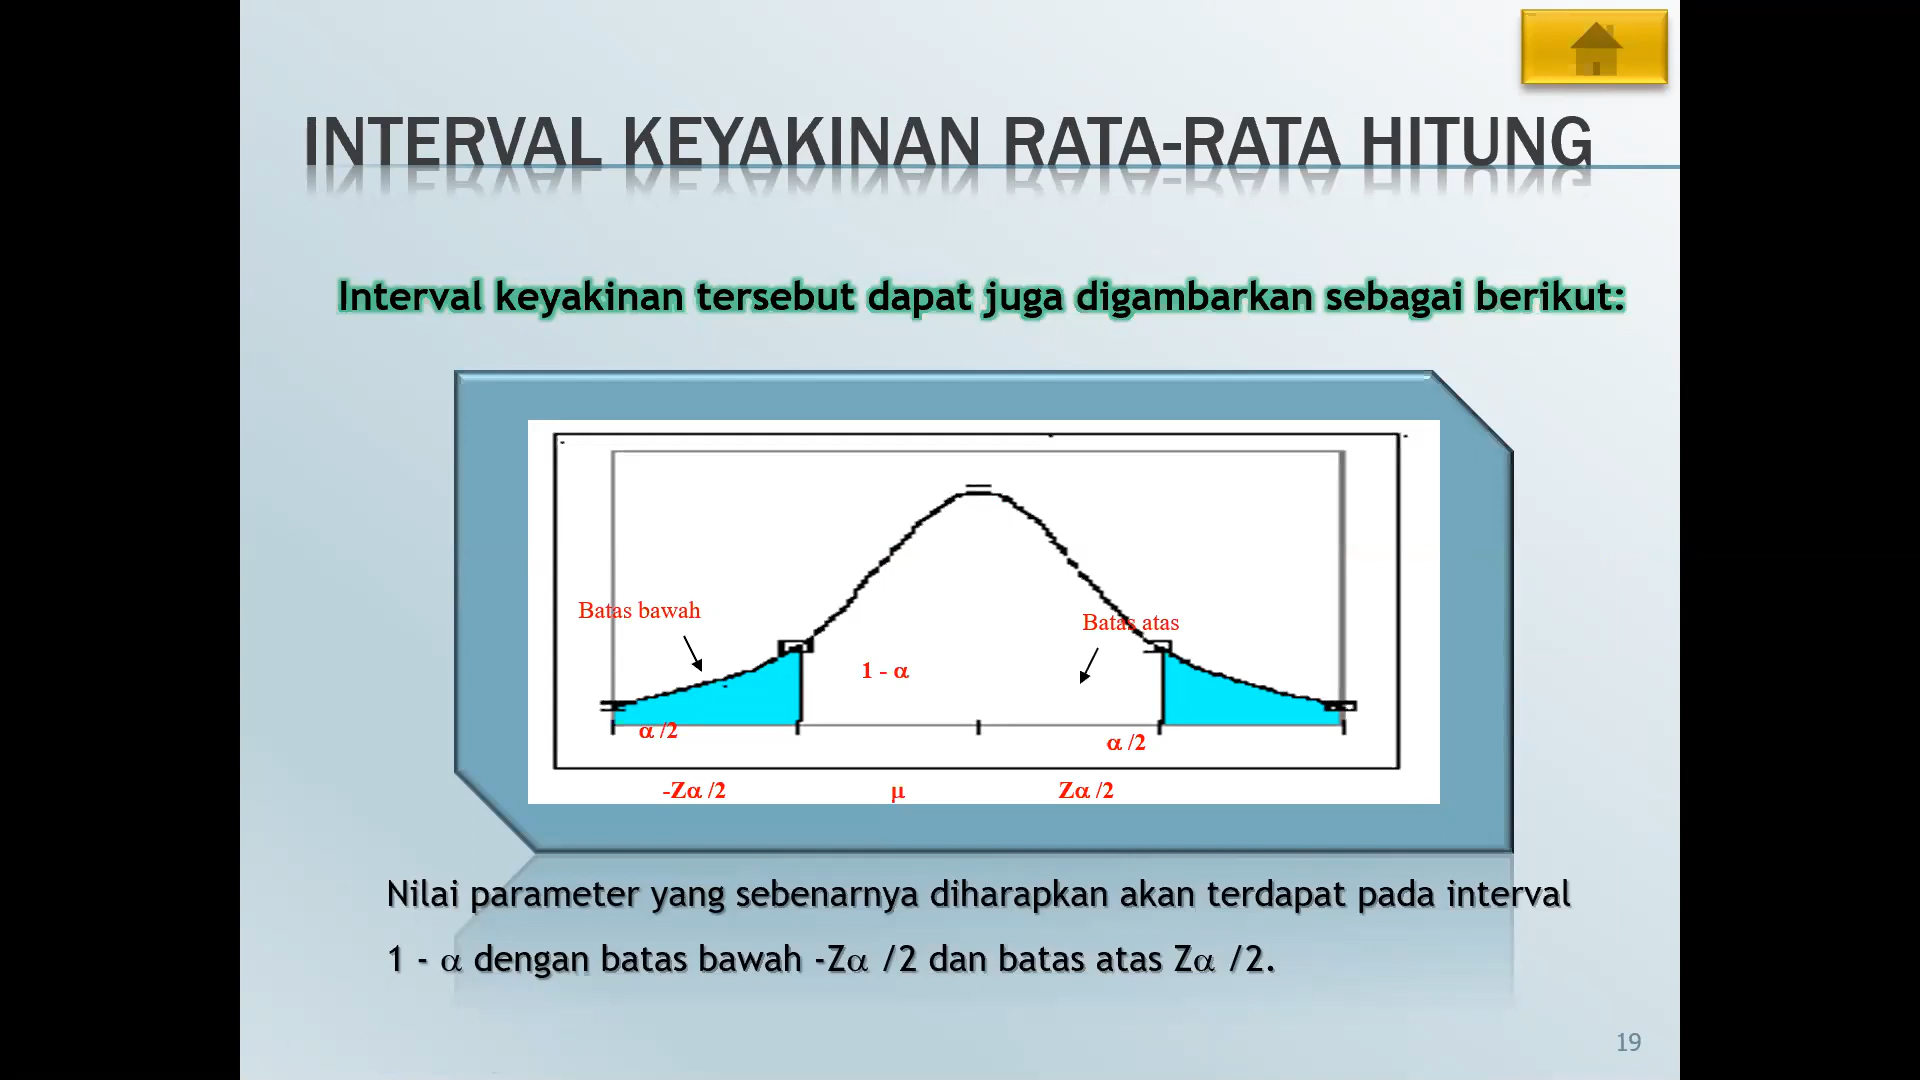 INTERVAL KEYAKINAN RATA-RATA HITUNG
Interval keyakinan tersebut dapat juga digambarkan sebagai berikut:
Batas bawah
Batas atas
1 - α
α /2
α /2
-Zα /2
μ
Zα /2
Nilai parameter yang sebenarnya diharapkan akan terdapat pada interval
1 - α dengan batas bawah -Zα /2 dan batas atas Zα /2.
19